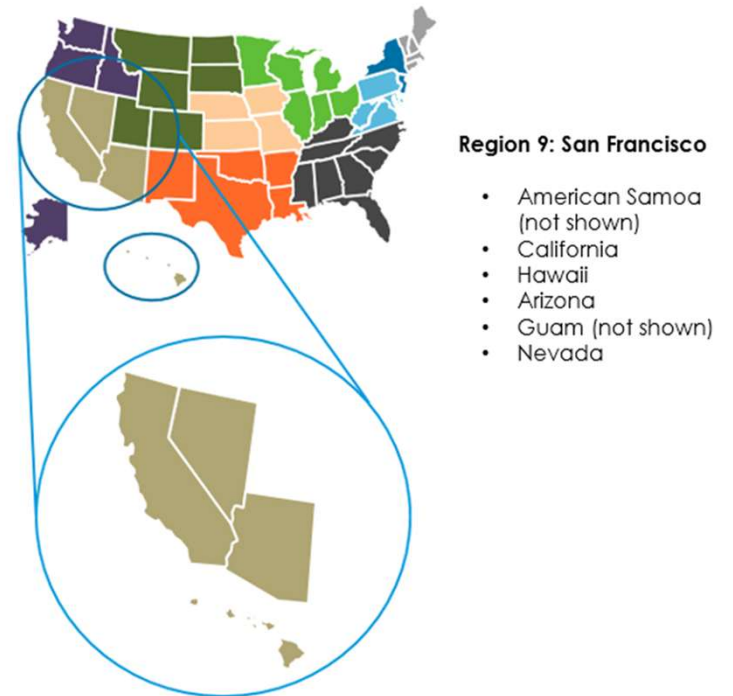 Region 9: San Francisco
• American Samoa
(not shown)
• California
• Hawaii
• Arizona
• Guam (not shown)
• Nevada